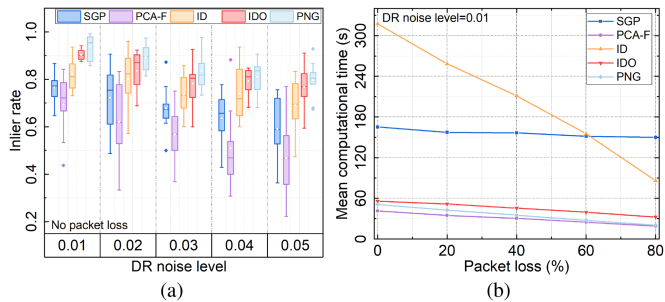 SGP PCA-F ID IDO PNG
1.0
0.8
0.6
0.4
0.2
Inlier rate
No packet loss
0.01 0.02 0.03 0.04 0.05
DR noise level
(a)
DR noise level=0.01
SGP
PCA-F
ID
IDO
PNG
300
240
180
120
60
0
Mean computational time (s)
0 20 40 60 80
Packet loss (%)
(b)